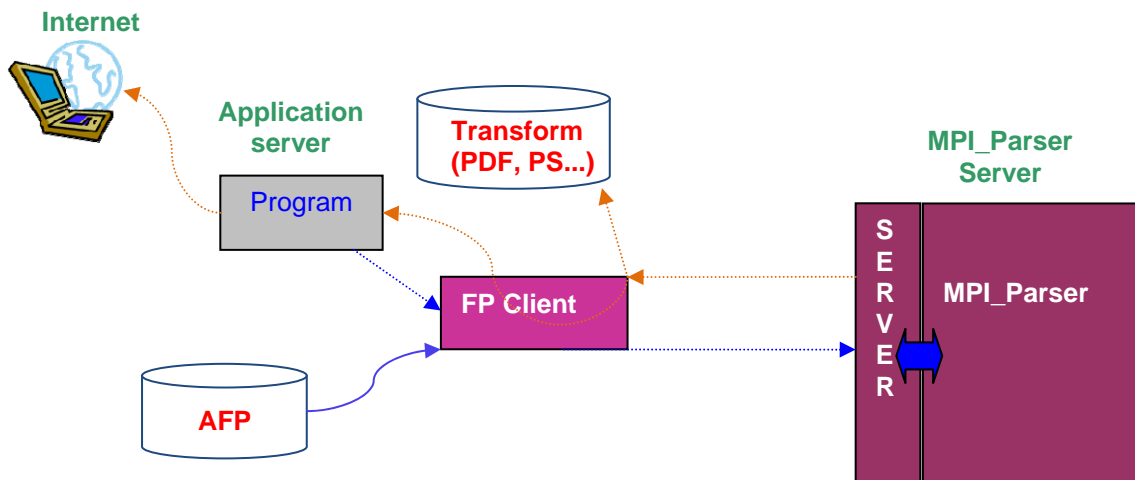 Internet
Application
server
Program
Transform
(PDF, PS...)
FP Client
AFP
MPI_Parser
Server
S
E
R
V
E
R
MPI_Parser